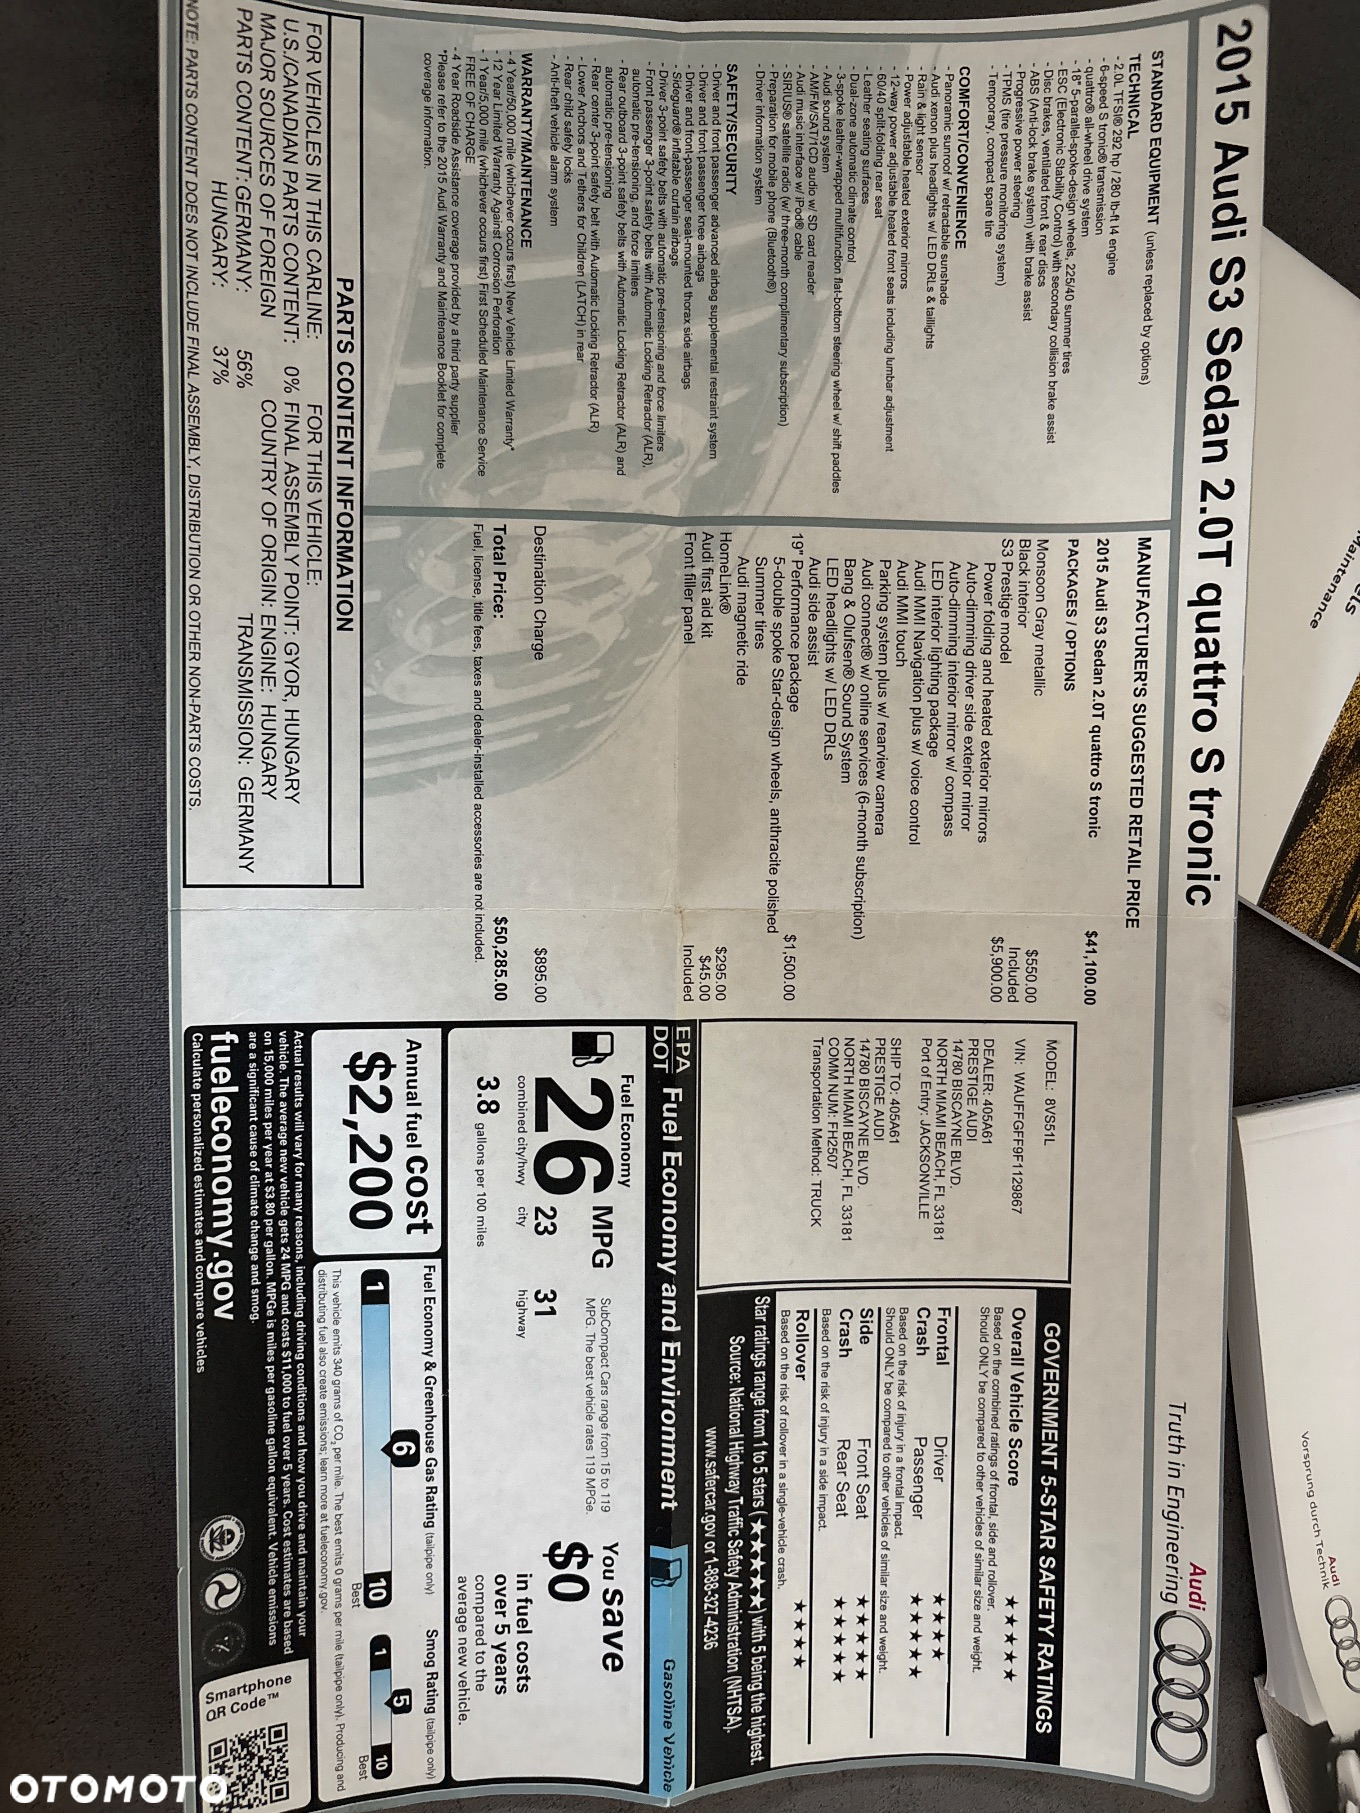 2015 Audi S3 Sedan 2.0T quattro S tronic
Audi
Truth in Engineering
STANDARD EQUIPMENT (unless replaced by options)
TECHNICAL
- 2.0L TFSI® 292 hp / 280 lb-ft I4 engine
- 6-speed S tronic® transmission
- quattro® all-wheel drive system
- 18" 5-parallel-spoke-design wheels, 225/40 summer tires
- ESC (Electronic Stability Control) with secondary collision brake assist
- Disc brakes, ventilated front & rear discs
- ABS (Anti-lock brake system) with brake assist
- Progressive power steering
- TPMS (tire pressure monitoring system)
Temporary, compact spare tire
COMFORT/CONVENIENCE
- Panoramic sunroof w/ retractable sunshade
- Audi xenon plus headlights w/ LED DRLs & taillights
- Rain & light sensor
- Power adjustable heated exterior mirrors
- 12-way power adjustable heated front seats including lumbar adjustment
- 60/40 split-folding rear seat
- Leather seating surfaces
- Dual-zone automatic climate control
- 3-spoke leather-wrapped multifunction flat-bottom steering wheel w/ shift paddles
- Audi sound system
- AM/FM/SAT/1CD audio w/ SD card reader
- Audi music interface w/ iPod® cable
- SIRIUS® satellite radio (w/ three-month complimentary subscription)
- Preparation for mobile phone (Bluetooth®)
- Driver information system
SAFETY/SECURITY
- Driver and front passenger advanced airbag supplemental restraint system
- Driver and front passenger knee airbags
- Driver and front-passenger seat-mounted thorax side airbags
- Sideguard® inflatable curtain airbags
- Driver 3-point safety belts with automatic pre-tensioning and force limiters
- Front passenger 3-point safety belts with Automatic Locking Retractor (ALR),
automatic pre-tensioning, and force limiters
- Rear outboard 3-point safety belts with Automatic Locking Retractor (ALR) and
automatic pre-tensioning
- Rear center 3-point safety belt with Automatic Locking Retractor (ALR)
- Lower Anchors and Tethers for Children (LATCH) in rear
- Rear child safety locks
- Anti-theft vehicle alarm system
WARRANTY/MAINTENANCE
- 4 Year/50,000 mile (whichever occurs first) New Vehicle Limited Warranty*
- 12 Year Limited Warranty Against Corrosion Perforation
- 1 Year/5,000 mile (whichever occurs first) First Scheduled Maintenance Service
FREE OF CHARGE
- 4 Year Roadside Assistance coverage provided by a third party supplier
*Please refer to the 2015 Audi Warranty and Maintenance Booklet for complete
coverage information.
MANUFACTURER'S SUGGESTED RETAIL PRICE
2015 Audi S3 Sedan 2.0T quattro S tronic $41,100.00
PACKAGES / OPTIONS
Monsoon Gray metallic $550.00
Black interior Included
S3 Prestige model $5,900.00
Power folding and heated exterior mirrors
Auto-dimming driver side exterior mirror
Auto-dimming interior mirror w/ compass
LED interior lighting package
Audi MMI Navigation plus w/ voice control
Audi MMI touch
Parking system plus w/ rearview camera
Audi connect® w/ online services (6-month subscription)
Bang & Olufsen® Sound System
LED headlights w/ LED DRLs
Audi side assist
19" Performance package $1,500.00
5-double spoke Star-design wheels, anthracite polished
Summer tires
Audi magnetic ride
HomeLink® $295.00
Audi first aid kit $45.00
Front filler panel Included
Destination Charge $895.00
Total Price: $50,285.00
Fuel, license, title fees, taxes and dealer-installed accessories are not included.
PARTS CONTENT INFORMATION
FOR VEHICLES IN THIS CARLINE:
U.S./CANADIAN PARTS CONTENT: 0%
MAJOR SOURCES OF FOREIGN
PARTS CONTENT: GERMANY: 56%
HUNGARY: 37%
FOR THIS VEHICLE:
FINAL ASSEMBLY POINT: GYOR, HUNGARY
COUNTRY OF ORIGIN: ENGINE: HUNGARY
TRANSMISSION: GERMANY
NOTE: PARTS CONTENT DOES NOT INCLUDE FINAL ASSEMBLY, DISTRIBUTION OR OTHER NON-PARTS COSTS.
MODEL: 8VS51L
VIN: WAUFFGFF9F1129867
DEALER: 405A61
PRESTIGE AUDI
14780 BISCAYNE BLVD.
NORTH MIAMI BEACH, FL 33181
Port of Entry: JACKSONVILLE
SHIP TO: 405A61
PRESTIGE AUDI
14780 BISCAYNE BLVD.
NORTH MIAMI BEACH, FL 33181
COMM NUM: FH2507
Transportation Method: TRUCK
GOVERNMENT 5-STAR SAFETY RATINGS
Overall Vehicle Score ★★★★★
Based on the combined ratings of frontal, side and rollover.
Should ONLY be compared to other vehicles of similar size and weight.
Frontal Driver ★★★★
Crash Passenger ★★★★★
Based on the risk of injury in a frontal impact.
Should ONLY be compared to other vehicles of similar size and weight.
Side Front Seat ★★★★★
Crash Rear Seat ★★★★★
Based on the risk of injury in a side impact.
Rollover ★★★★
Based on the risk of rollover in a single-vehicle crash.
Star ratings range from 1 to 5 stars (★★★★★) with 5 being the highest.
Source: National Highway Traffic Safety Administration (NHTSA).
www.safercar.gov or 1-888-327-4236
EPA
DOT
Fuel Economy and Environment
Gasoline Vehicle
Fuel Economy
26 MPG
combined city/hwy
23
city
31
highway
3.8 gallons per 100 miles
SubCompact Cars range from 15 to 119
MPG. The best vehicle rates 119 MPGe.
You save
$0
in fuel costs
over 5 years
compared to the
average new vehicle.
Annual fuel cost
$2,200
Fuel Economy & Greenhouse Gas Rating (tailpipe only)
1
6
10
Best
Smog Rating (tailpipe only)
1
5
10
Best
This vehicle emits 340 grams of CO2 per mile. The best emits 0 grams per mile (tailpipe only). Producing and
distributing fuel also create emissions; learn more at fueleconomy.gov.
Actual results will vary for many reasons, including driving conditions and how you drive and maintain your
vehicle. The average new vehicle gets 24 MPG and costs $11,000 to fuel over 5 years. Cost estimates are based
on 15,000 miles per year at $3.80 per gallon. MPGe is miles per gasoline gallon equivalent. Vehicle emissions
are a significant cause of climate change and smog.
fueleconomy.gov
Calculate personalized estimates and compare vehicles
Smartphone
QR Code™
Maintenance
Audi
Vorsprung durch Technik
OTOMOTO